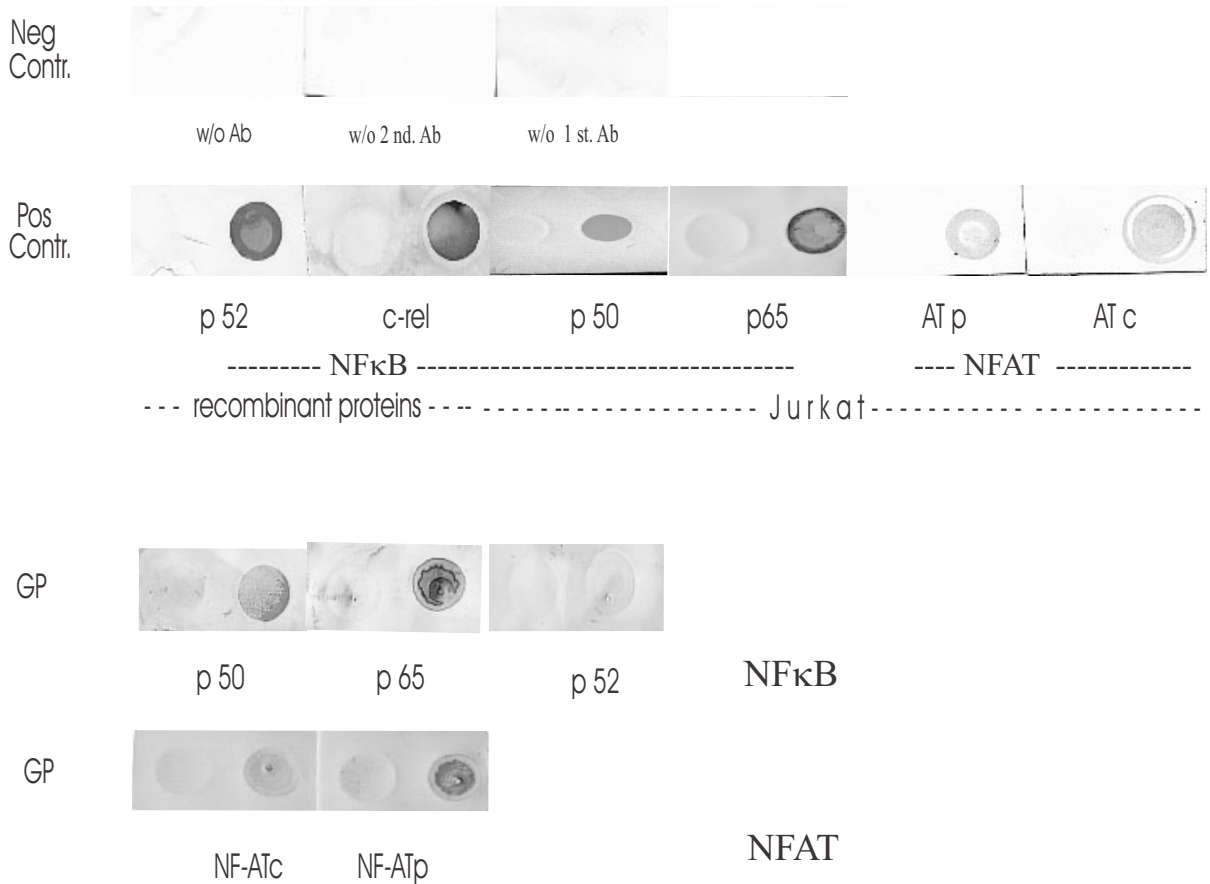 Neg
Contr.
w/o Ab w/o 2 nd. Ab w/o 1 st. Ab
Pos
Contr.
p 52 c-rel p 50 p65 AT p AT c
--------- NFκB ------------------------------------ ---- NFAT -------------
- - - recombinant proteins - - -- - - - - - -- - - - - - - - - - - - - J u r k a t - - - - - - - - - - - - - - - - - - - - - - - -
GP
p 50 p 65 p 52 NFκB
GP
NF-ATc NF-ATp NFAT